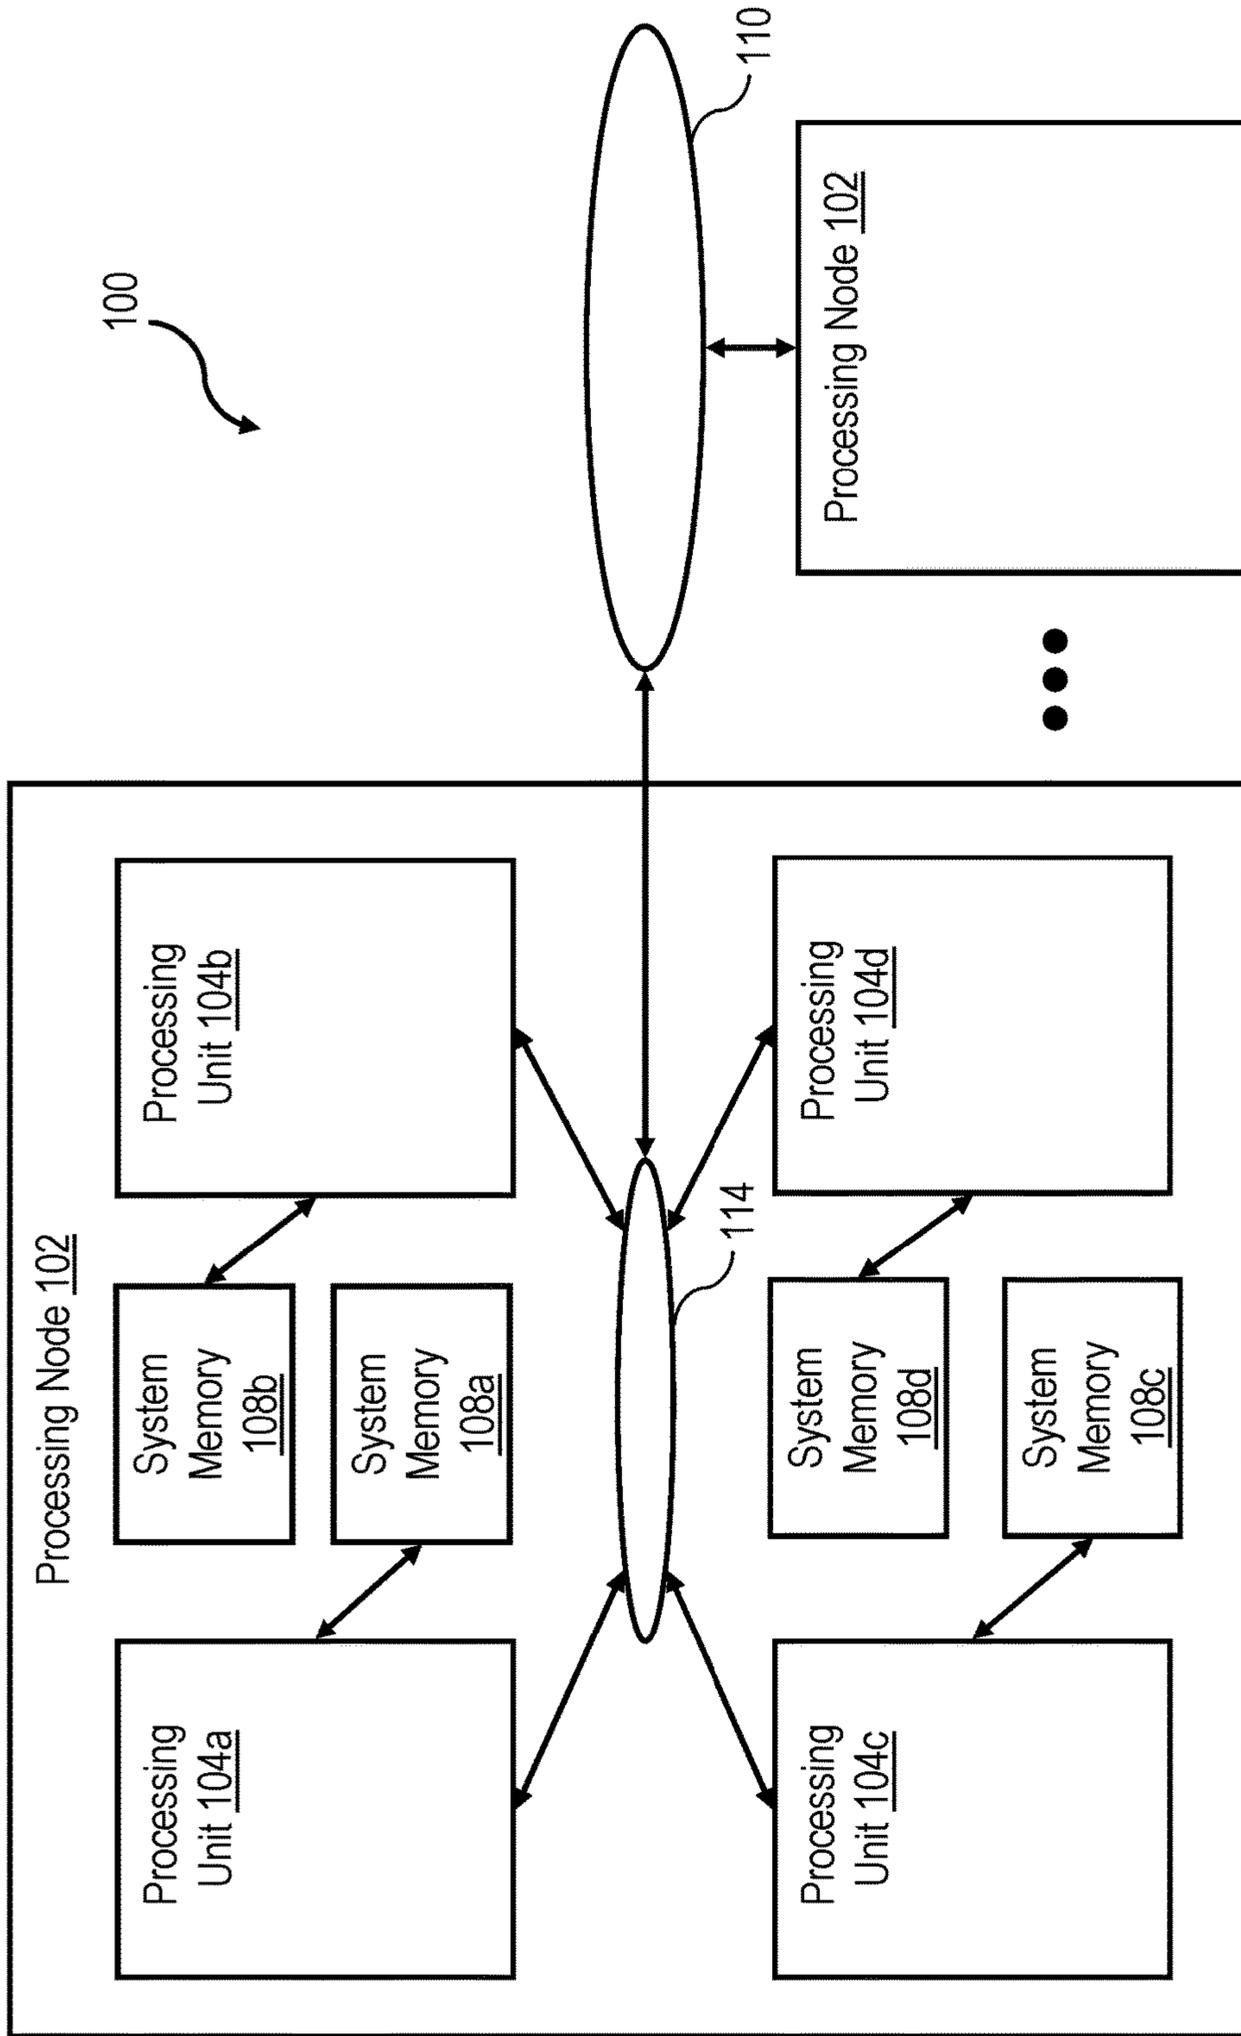 100
Processing Node 102
Processing
Unit 104a
System
Memory
108b
System
Memory
108a
Processing
Unit 104b
110
114
Processing
Unit 104c
System
Memory
108d
System
Memory
108c
Processing
Unit 104d
Processing Node 102